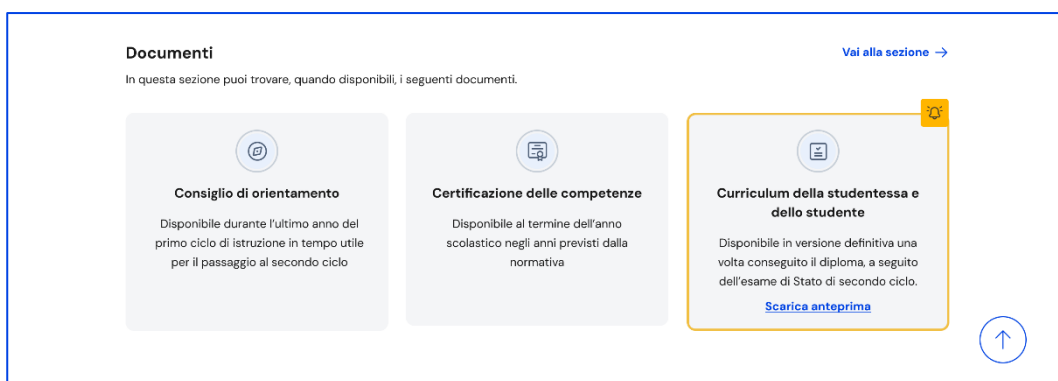 Documenti
Vai alla sezione →
In questa sezione puoi trovare, quando disponibili, i seguenti documenti.
Consiglio di orientamento
Disponibile durante l'ultimo anno del
primo ciclo di istruzione in tempo utile
per il passaggio al secondo ciclo
Certificazione delle competenze
Disponibile al termine dell'anno
scolastico negli anni previsti dalla
normativa
Curriculum della studentessa e
dello studente
Disponibile in versione definitiva una
volta conseguito il diploma, a seguito
dell'esame di Stato di secondo ciclo.
Scarica anteprima